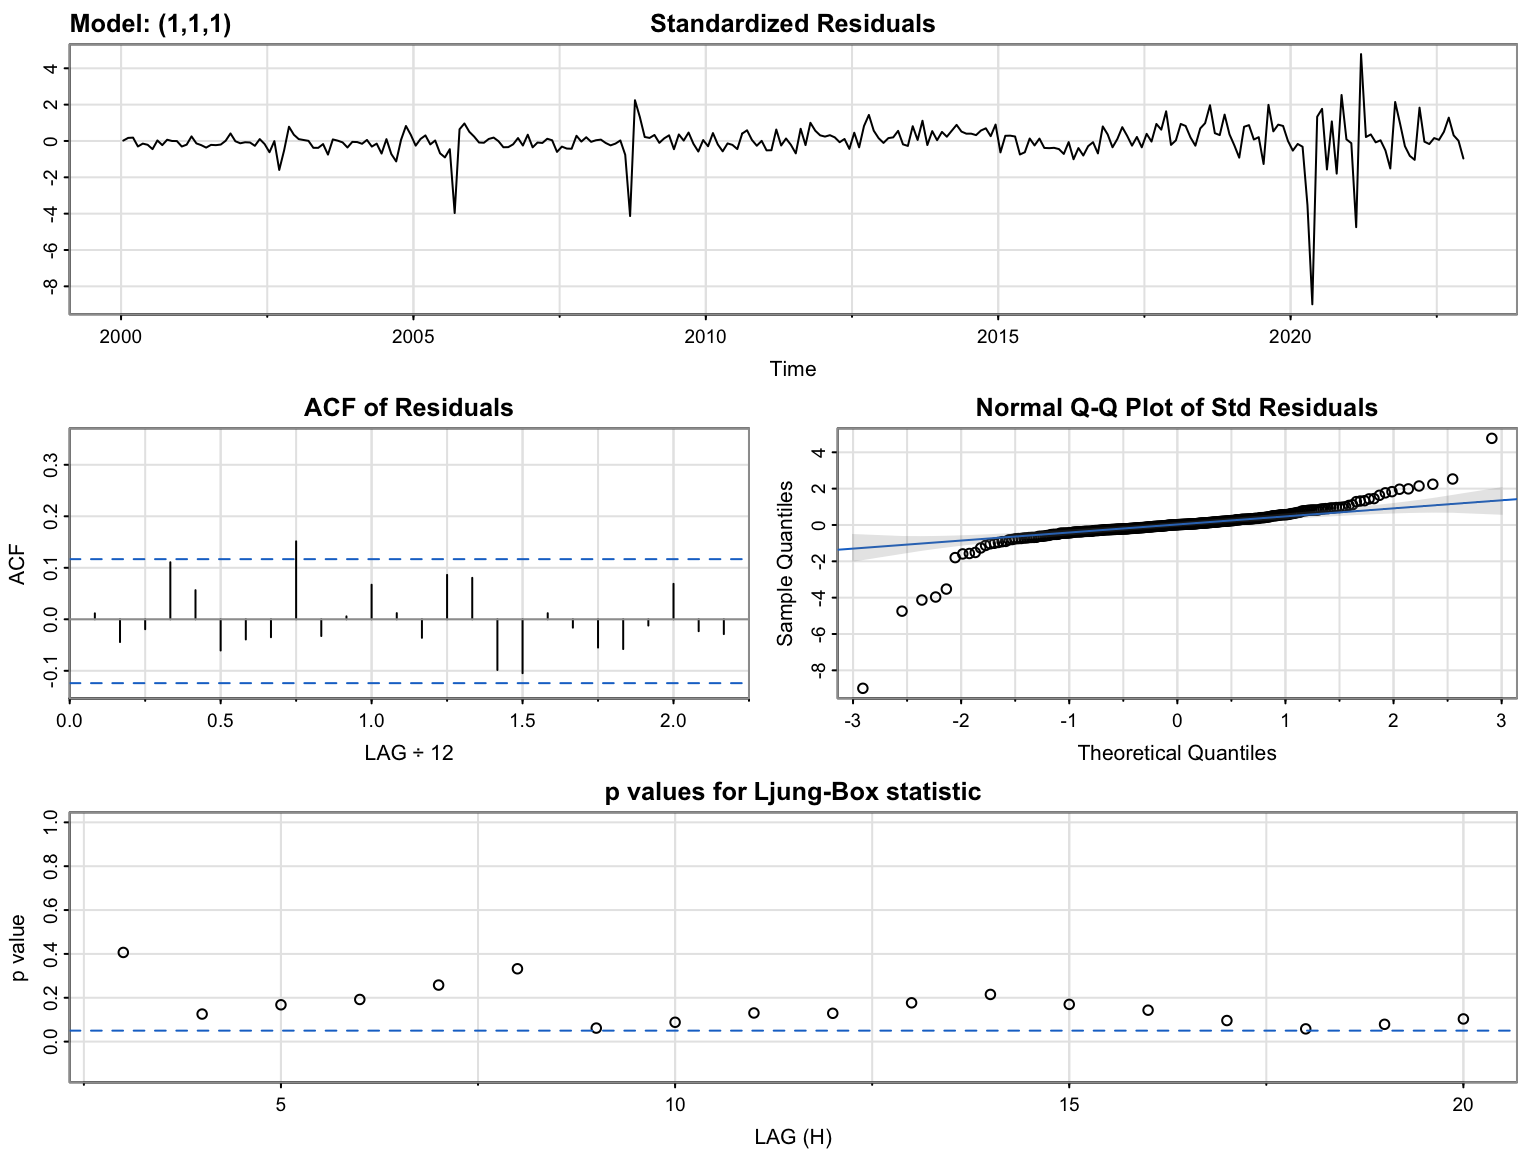 Model: (1,1,1) Standardized Residuals
4
2
0
-2
-4
-6
-8
2000 2005 2010 2015 2020
Time
ACF of Residuals
ACF
0.3
0.2
0.1
0.0
-0.1
0.0 0.5 1.0 1.5 2.0
LAG ÷ 12
Normal Q-Q Plot of Std Residuals
Sample Quantiles
4
2
0
-2
-4
-6
-8
-3 -2 -1 0 1 2 3
Theoretical Quantiles
p values for Ljung-Box statistic
p value
1.0
0.8
0.6
0.4
0.2
0.0
5 10 15 20
LAG (H)